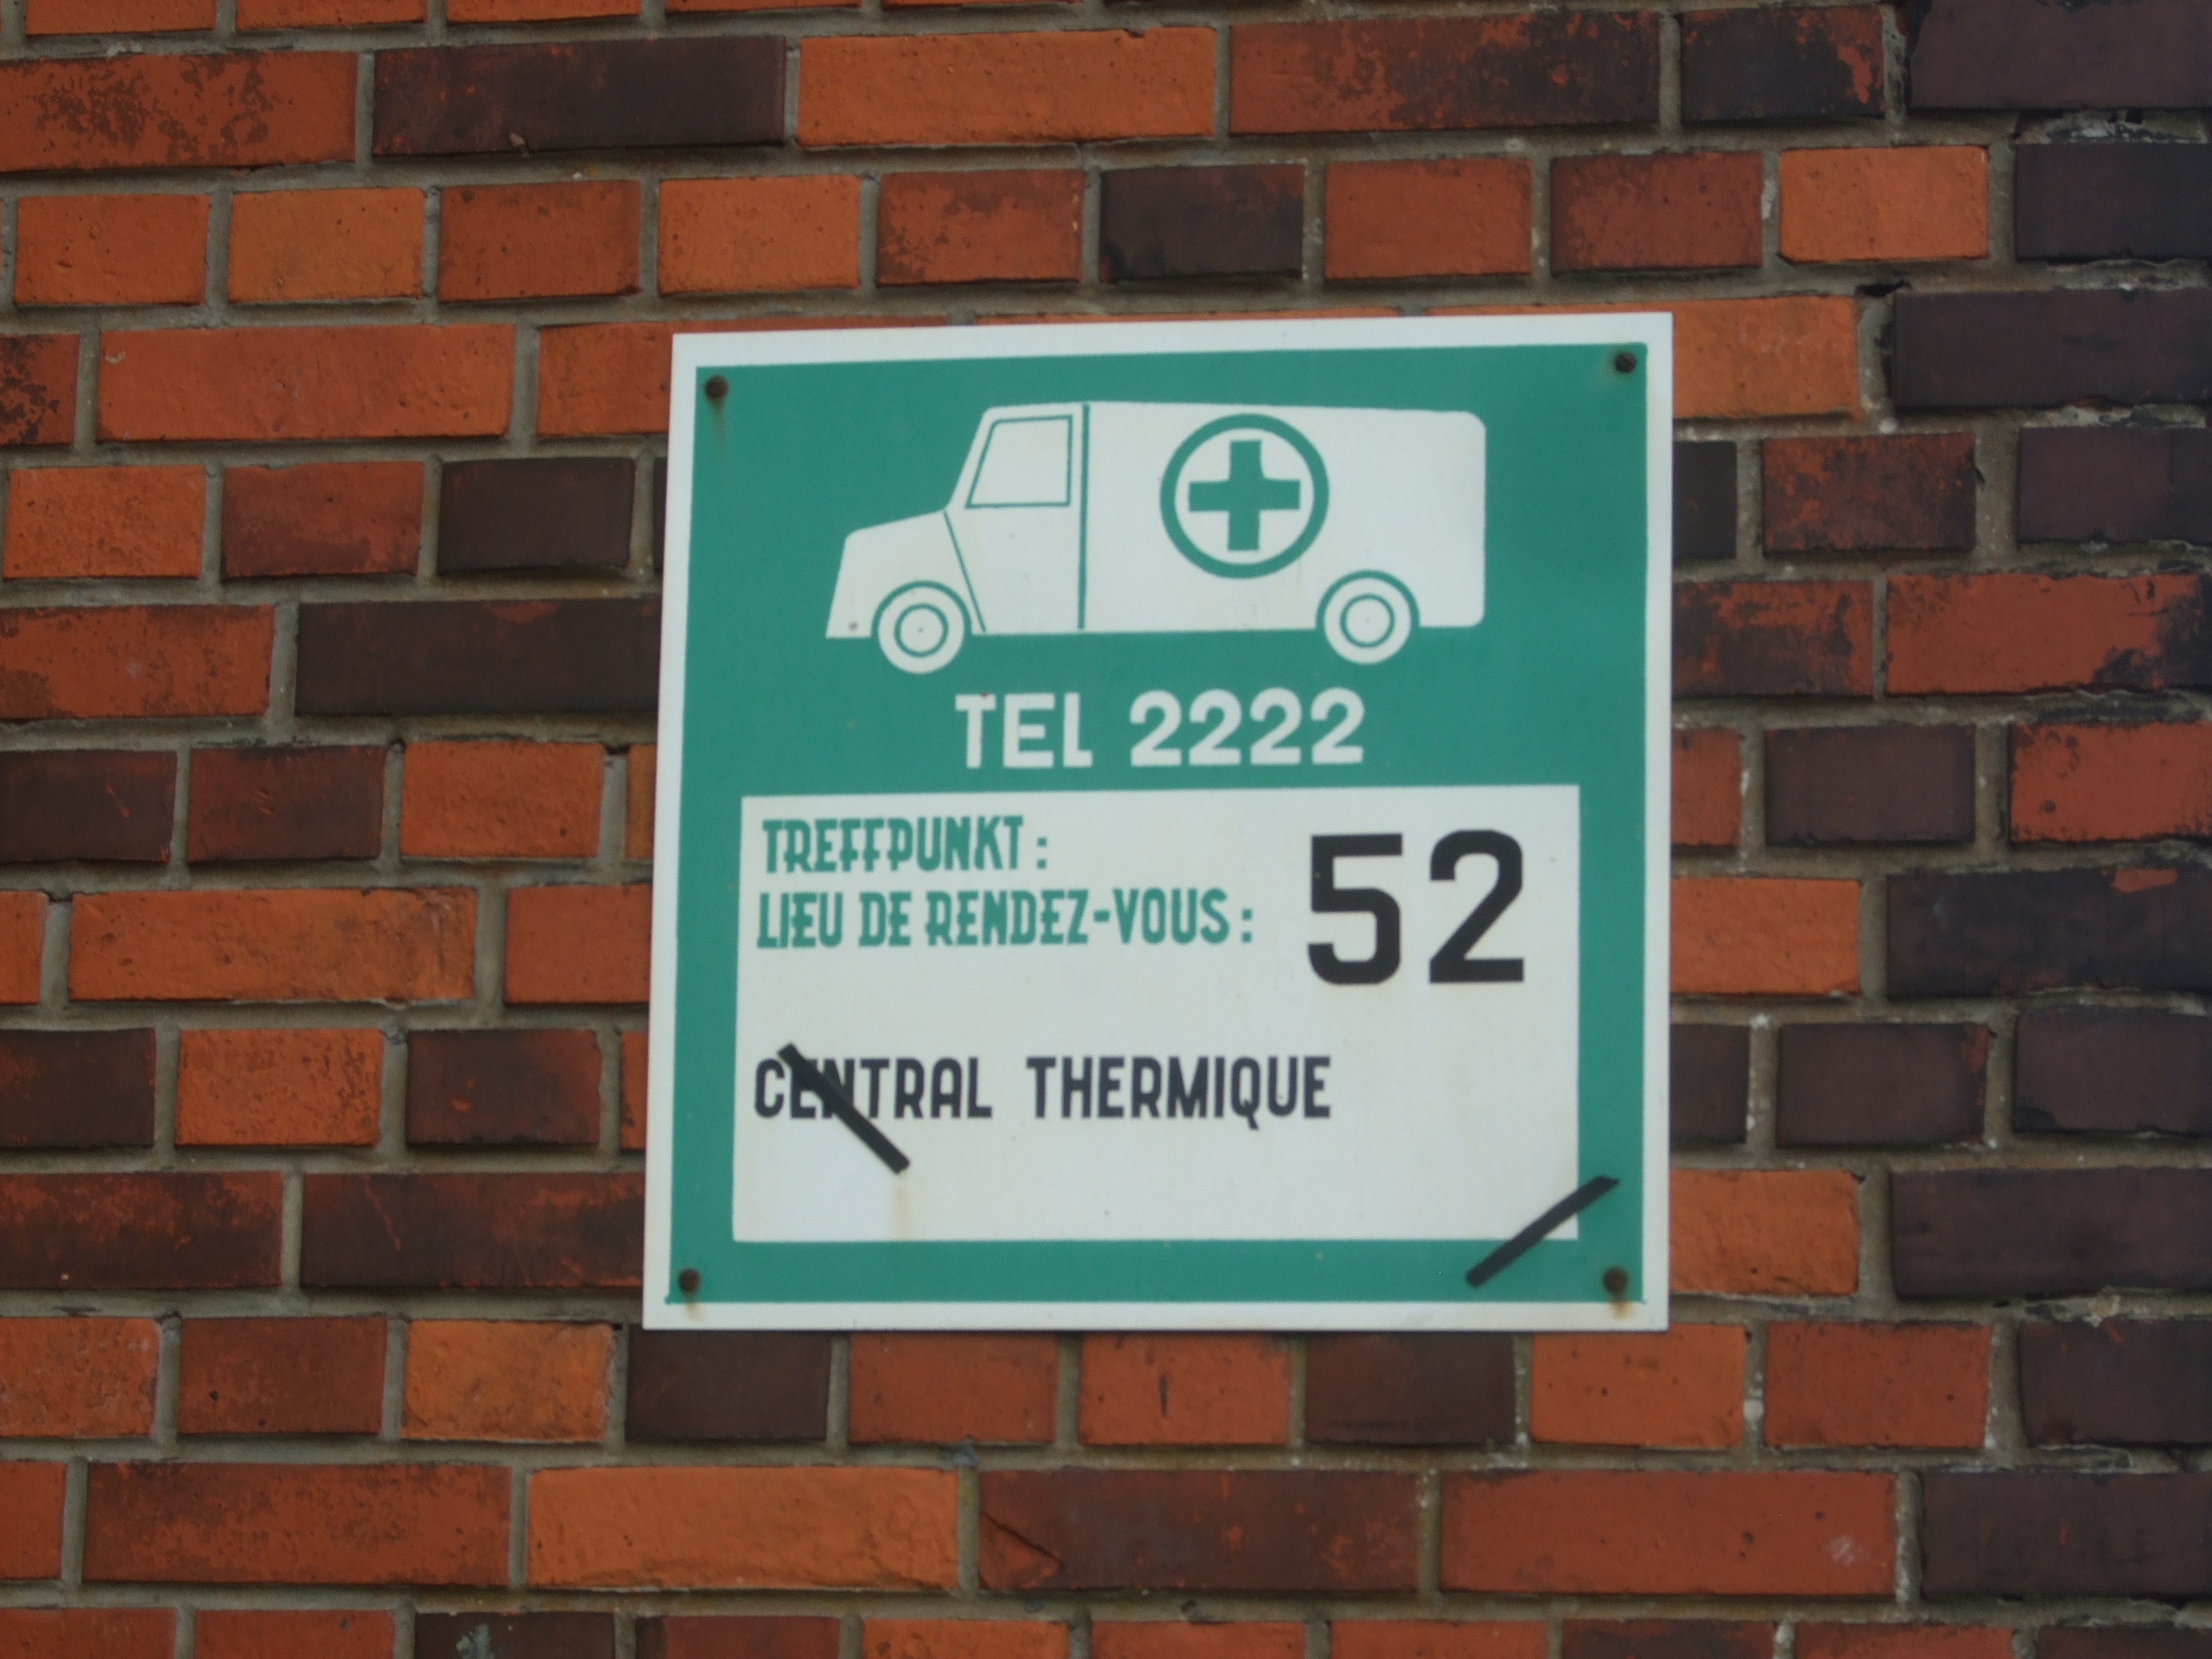 TEL 2222
TREFFPUNKT :
LIEU DE RENDEZ-VOUS : 52
CENTRAL THERMIQUE